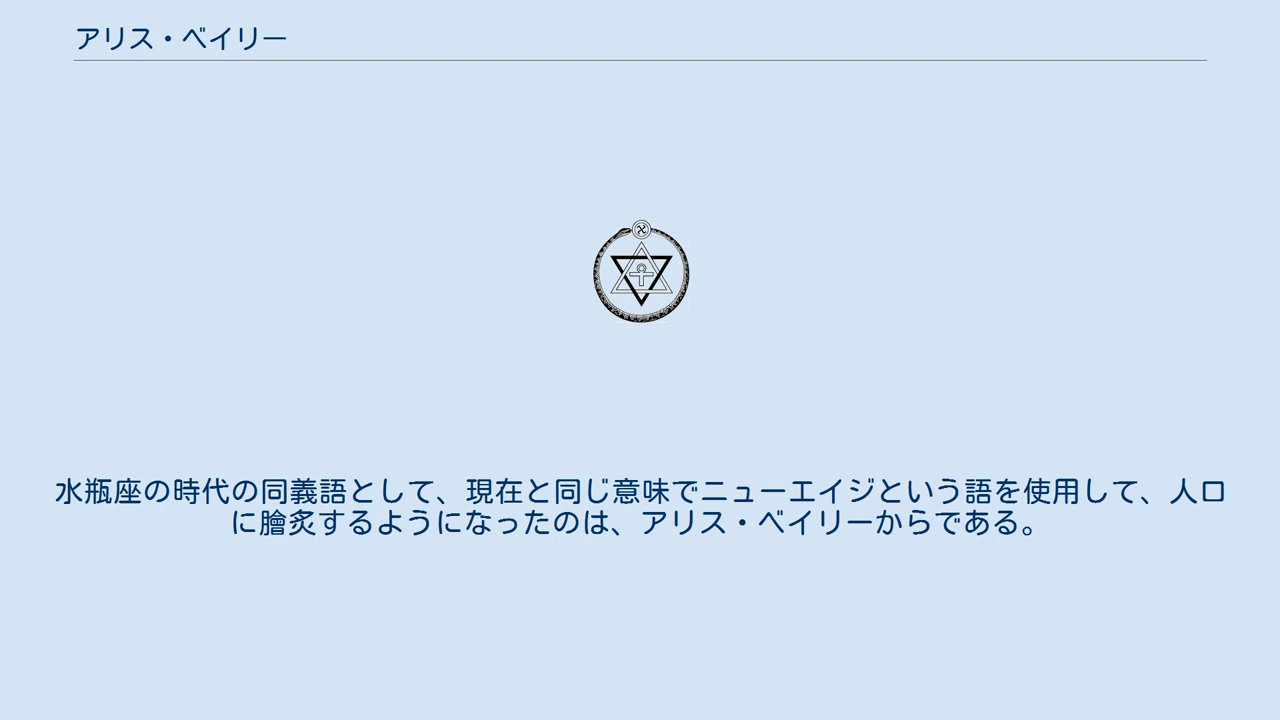 アリス・ベイリー
水瓶座の時代の同義語として、現在と同じ意味でニューエイジという語を使用して、人口
に膾炙するようになったのは、アリス・ベイリーからである。